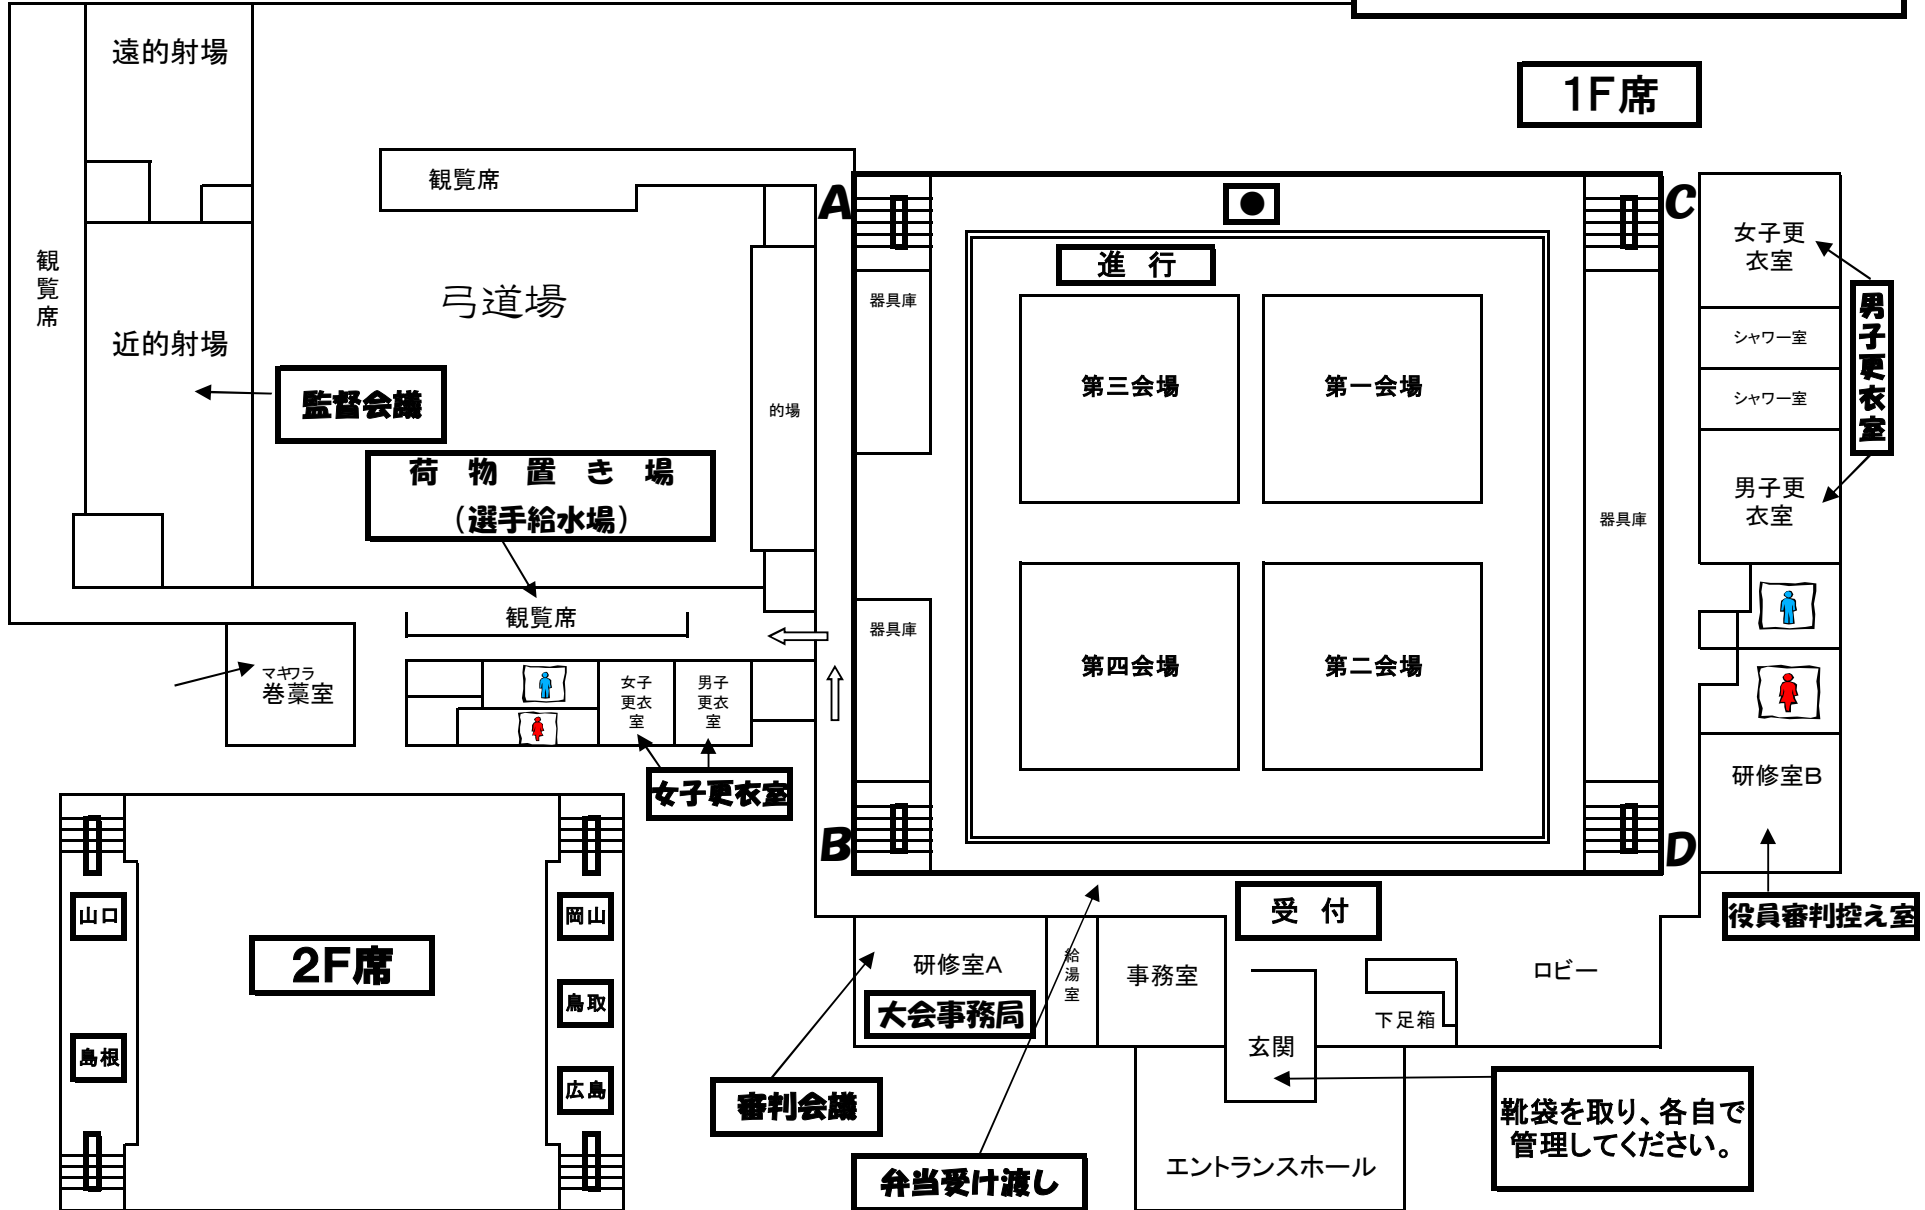 遠的射場
1F席
観覧席
A
●
C
女子更
衣室
観
覧
席
進 行
弓道場
器具庫
男
子
更
衣
室
近的射場
シャワー室
第三会場
第一会場
監督会議
シャワー室
的場
荷物置き場
(選手給水場)
男子更
衣室
器具庫
観覧席
器具庫
第四会場
第二会場
マキワラ
巻藁室
女子
更衣
室
男子
更衣
室
女子更衣室
研修室B
B
D
役員審判控え室
受 付
山口
岡山
2F席
鳥取
島根
広島
研修室A
大会事務局
給
湯
室
事務室
ロビー
下足箱
玄関
審判会議
靴袋を取り、各自で
管理してください。
エントランスホール
弁当受け渡し